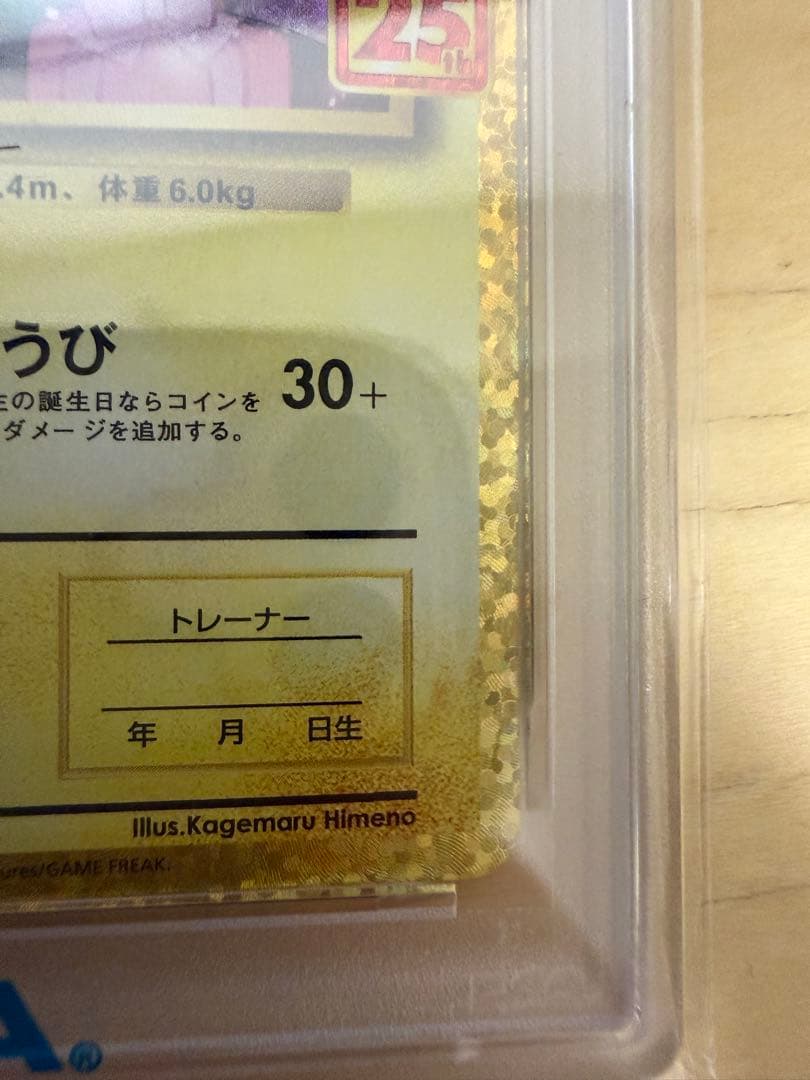 25th
.4m、体重6.0kg
うび
生の誕生日ならコインを
30+
ダメージを追加する。
トレーナー
年 月 日生
Illus.Kagemaru Himeno
ures/GAME FREAK.
A®